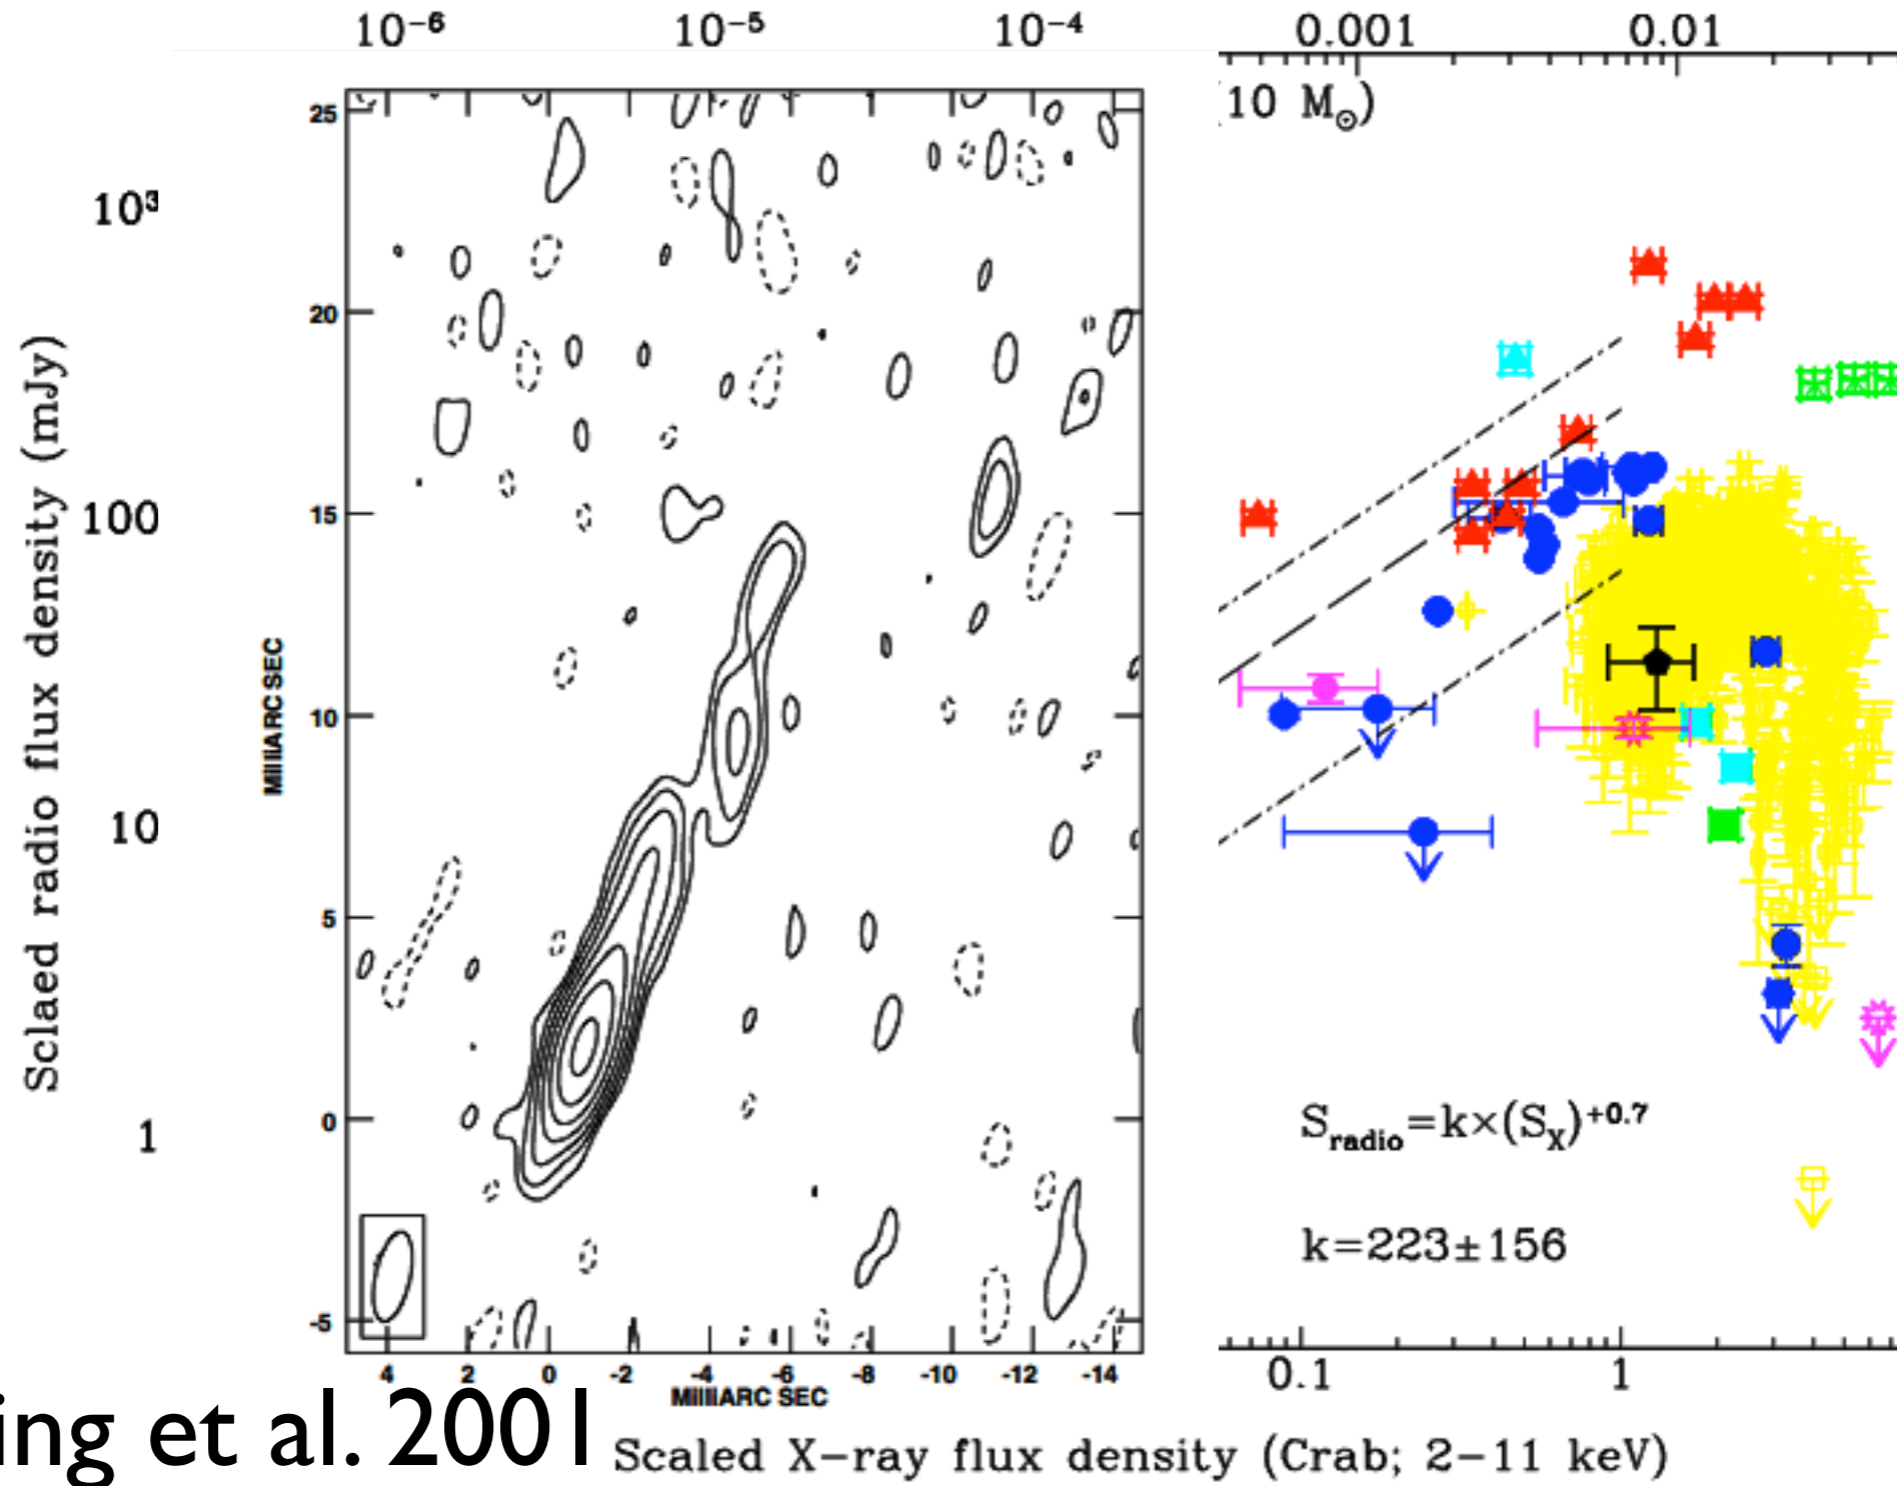 10⁻⁶ 10⁻⁵ 10⁻⁴ 0.001 0.01
10 M☉)
10³
100
10
1
Sclaed radio flux density (mJy)
25
20
15
10
5
0
-5
MilliARC SEC
4 2 0 -2 -4 -6 -8 -10 -12 -14
MilliARC SEC
S_radio=k×(S_X)^+0.7
k=223±156
0.1 1
ing et al. 2001
Scaled X-ray flux density (Crab; 2-11 keV)